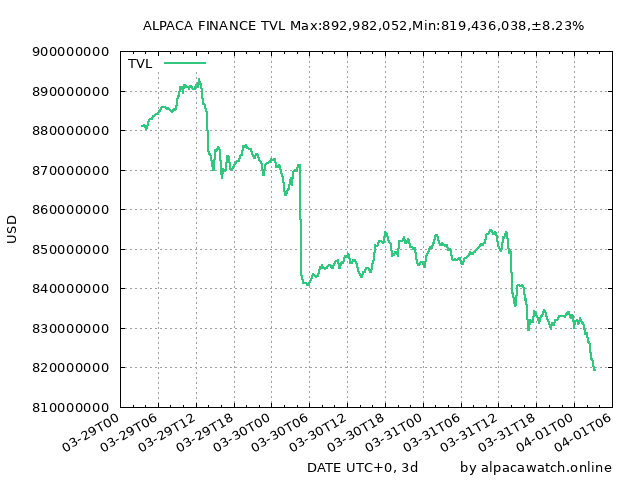 ALPACA FINANCE TVL Max:892,982,052,Min:819,436,038,±8.23%
900000000
TVL
890000000
880000000
870000000
860000000
USD
850000000
840000000
830000000
820000000
810000000
03-29T00 03-29T06 03-29T12 03-29T18 03-30T00 03-30T06 03-30T12 03-30T18 03-31T00 03-31T06 03-31T12 03-31T18 04-01T00 04-01T06
DATE UTC+0, 3d by alpacawatch.online